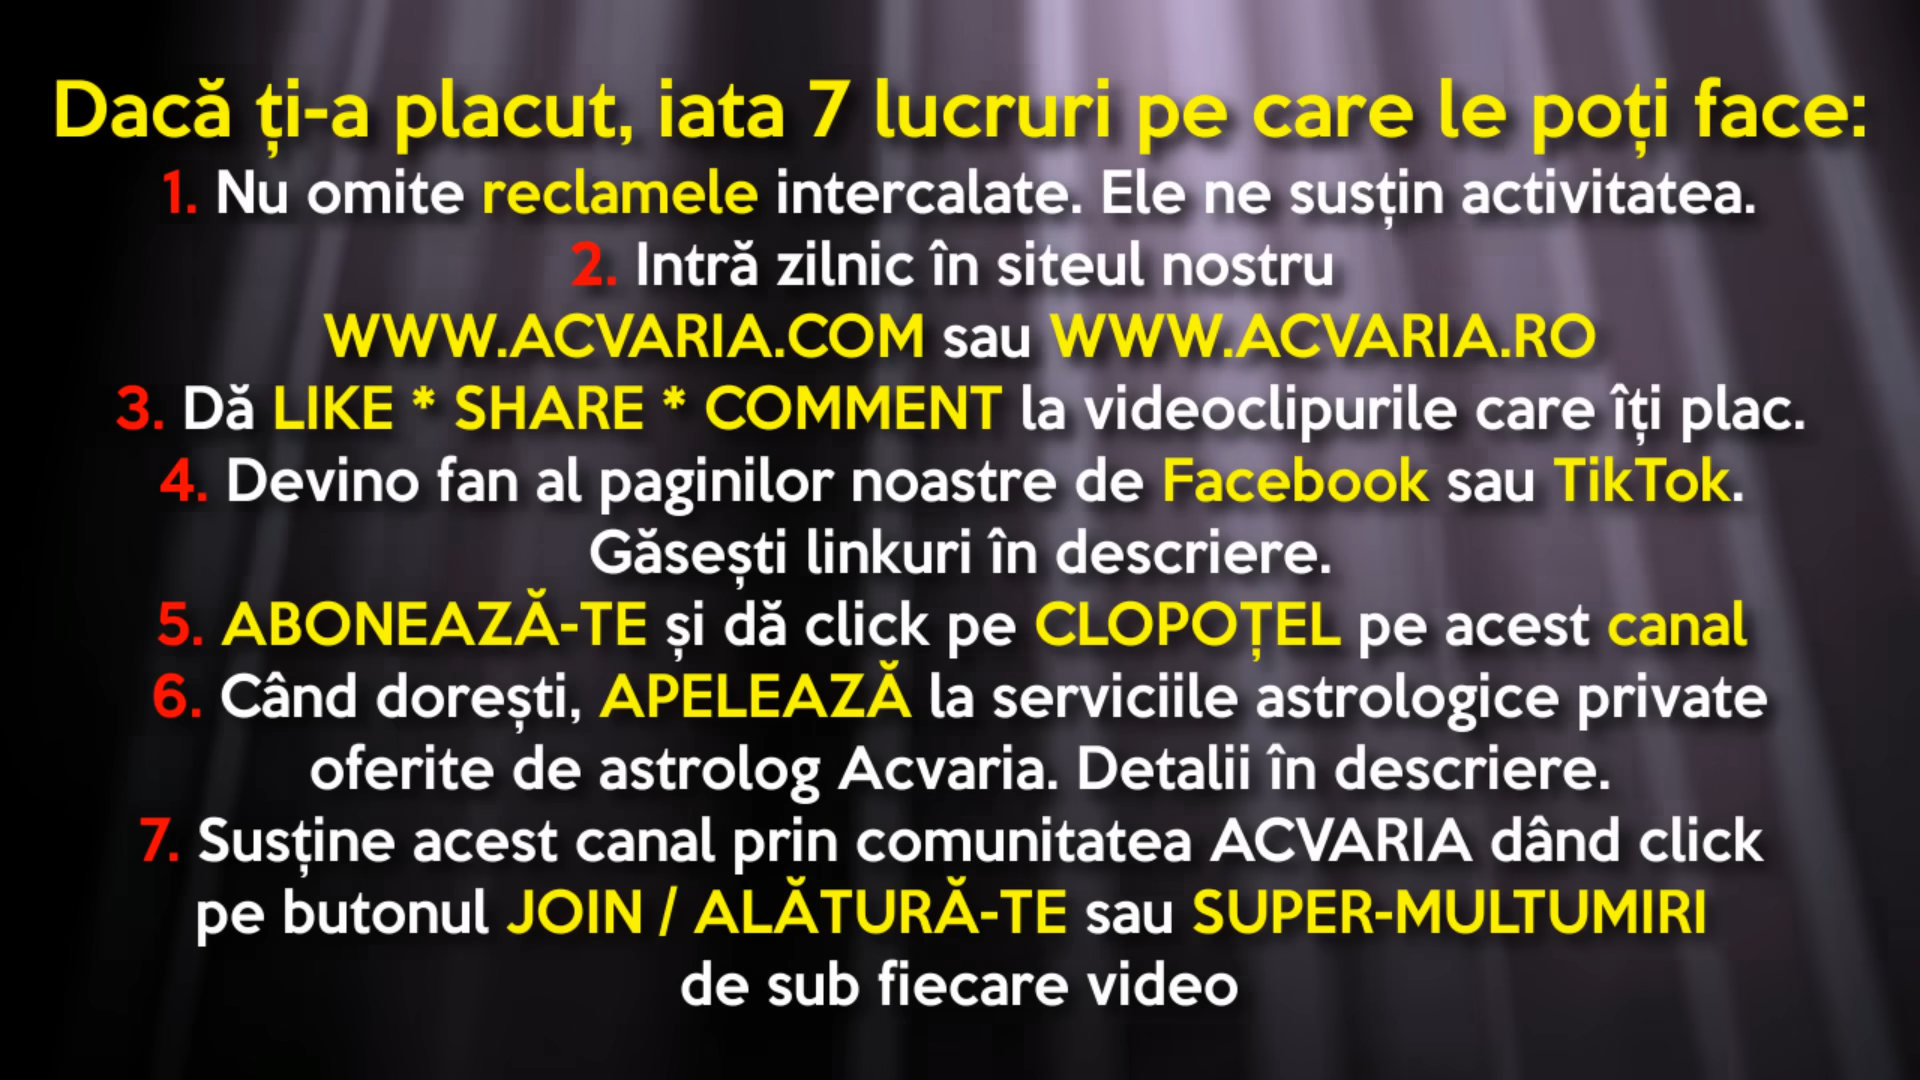 Dacă ți-a placut, iata 7 lucruri pe care le poți face:
1. Nu omite reclamele intercalate. Ele ne susțin activitatea.
2. Intră zilnic în siteul nostru
WWW.ACVARIA.COM sau WWW.ACVARIA.RO
3. Dă LIKE * SHARE * COMMENT la videoclipurile care îți plac.
4. Devino fan al paginilor noastre de Facebook sau TikTok.
Găsești linkuri în descriere.
5. ABONEAZĂ-TE și dă click pe CLOPOȚEL pe acest canal
6. Când dorești, APELEAZĂ la serviciile astrologice private
oferite de astrolog Acvaria. Detalii în descriere.
7. Susține acest canal prin comunitatea ACVARIA dând click
pe butonul JOIN / ALĂTURĂ-TE sau SUPER-MULTUMIRI
de sub fiecare video